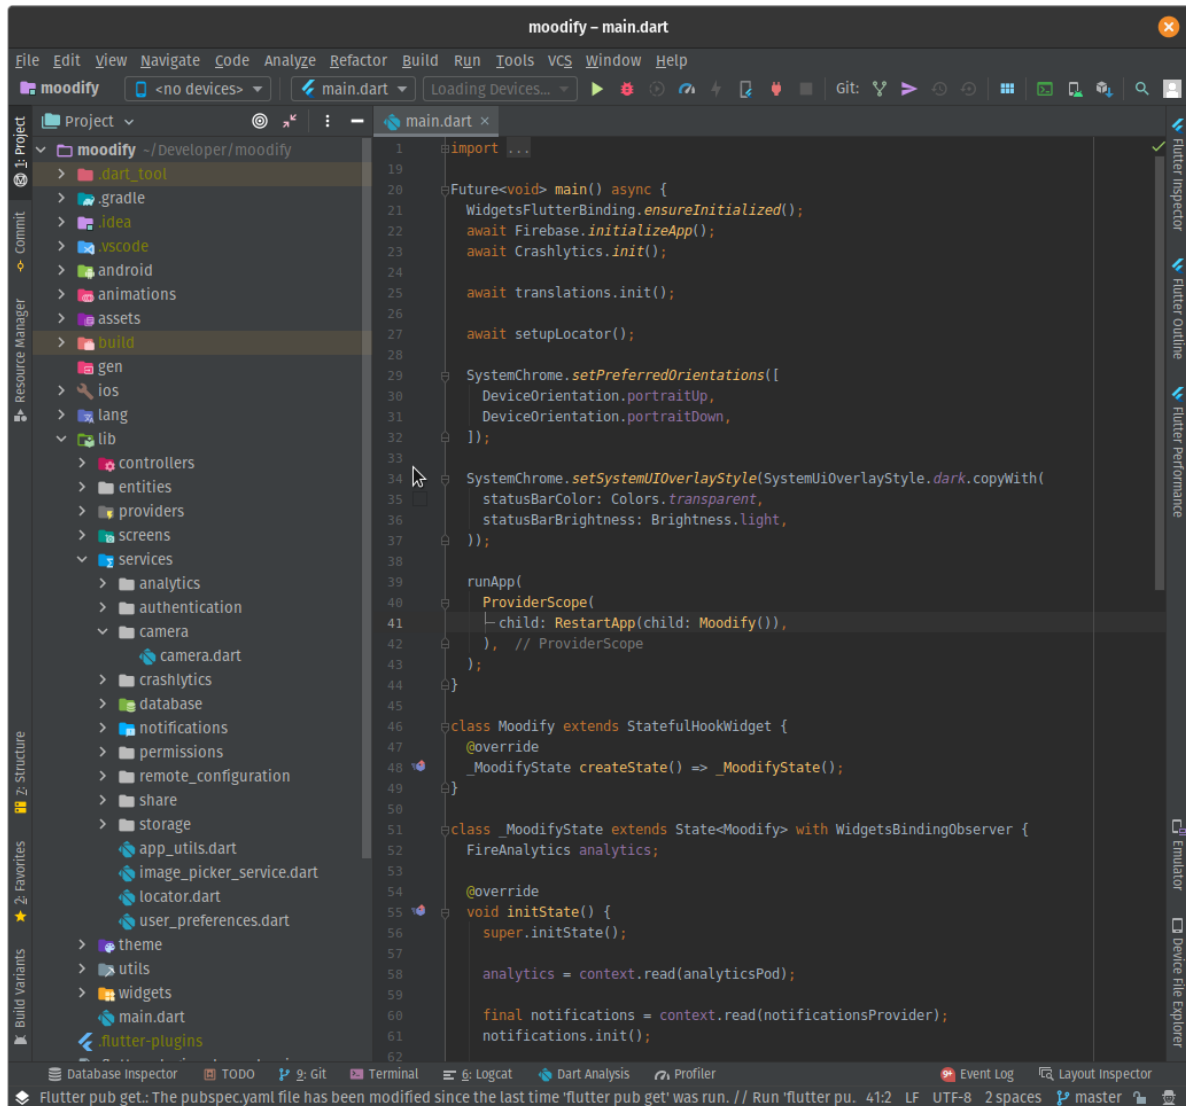 moodify – main.dart
File Edit View Navigate Code Analyze Refactor Build Run Tools VCS Window Help
moodify <no devices> main.dart Loading Devices... Git:
Project main.dart
1: Project
Commit
Resource Manager
Z: Structure
2: Favorites
Build Variants
moodify ~/Developer/moodify
.dart_tool
.gradle
.idea
.vscode
android
animations
assets
build
gen
ios
lang
lib
controllers
entities
providers
screens
services
analytics
authentication
camera
camera.dart
crashlytics
database
notifications
permissions
remote_configuration
share
storage
app_utils.dart
image_picker_service.dart
locator.dart
user_preferences.dart
theme
utils
widgets
main.dart
.flutter-plugins
1 import ...
19
20 Future<void> main() async {
21 WidgetsFlutterBinding.ensureInitialized();
22 await Firebase.initializeApp();
23 await Crashlytics.init();
24
25 await translations.init();
26
27 await setupLocator();
28
29 SystemChrome.setPreferredOrientations([
30 DeviceOrientation.portraitUp,
31 DeviceOrientation.portraitDown,
32 ]);
33
34 SystemChrome.setSystemUIOverlayStyle(SystemUiOverlayStyle.dark.copyWith(
35 statusBarColor: Colors.transparent,
36 statusBarBrightness: Brightness.light,
37 ));
38
39 runApp(
40 ProviderScope(
41 child: RestartApp(child: Moodify()),
42 ), // ProviderScope
43 );
44 }
45
46 class Moodify extends StatefulHookWidget {
47 @override
48 _MoodifyState createState() => _MoodifyState();
49 }
50
51 class _MoodifyState extends State<Moodify> with WidgetsBindingObserver {
52 FireAnalytics analytics;
53
54 @override
55 void initState() {
56 super.initState();
57
58 analytics = context.read(analyticsPod);
59
60 final notifications = context.read(notificationsProvider);
61 notifications.init();
62
Flutter Inspector
Flutter Outline
Flutter Performance
Emulator
Device File Explorer
Database Inspector TODO 9: Git Terminal 6: Logcat Dart Analysis Profiler 9+ Event Log Layout Inspector
Flutter pub get.: The pubspec.yaml file has been modified since the last time 'flutter pub get' was run. // Run 'flutter pu. 41:2 LF UTF-8 2 spaces master